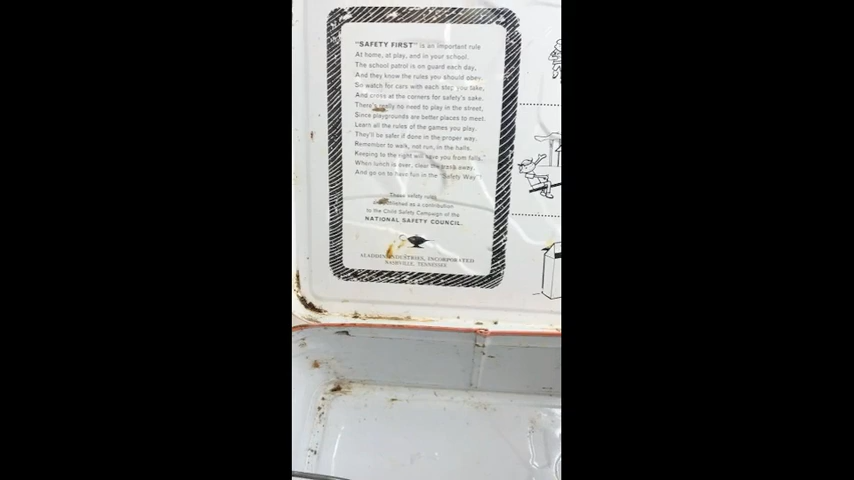 "SAFETY FIRST" is an important rule
At home, at play, and in your school.
The school patrol is on guard each day,
And they know the rules you should obey.
So watch for cars with each step you take,
And cross at the corners for safety's sake.
There's really no need to play in the street,
Since playgrounds are better places to meet.
Learn all the rules of the games you play.
They'll be safer if done in the proper way.
Remember to walk, not run, in the halls.
Keeping to the right will save you from falls.
When lunch is over, clear the trash away.
And go on to have fun in the "Safety Way"!
These safety rules
are published as a contribution
to the Child Safety Campaign of the
NATIONAL SAFETY COUNCIL.
ALADDIN INDUSTRIES, INCORPORATED
NASHVILLE, TENNESSEE